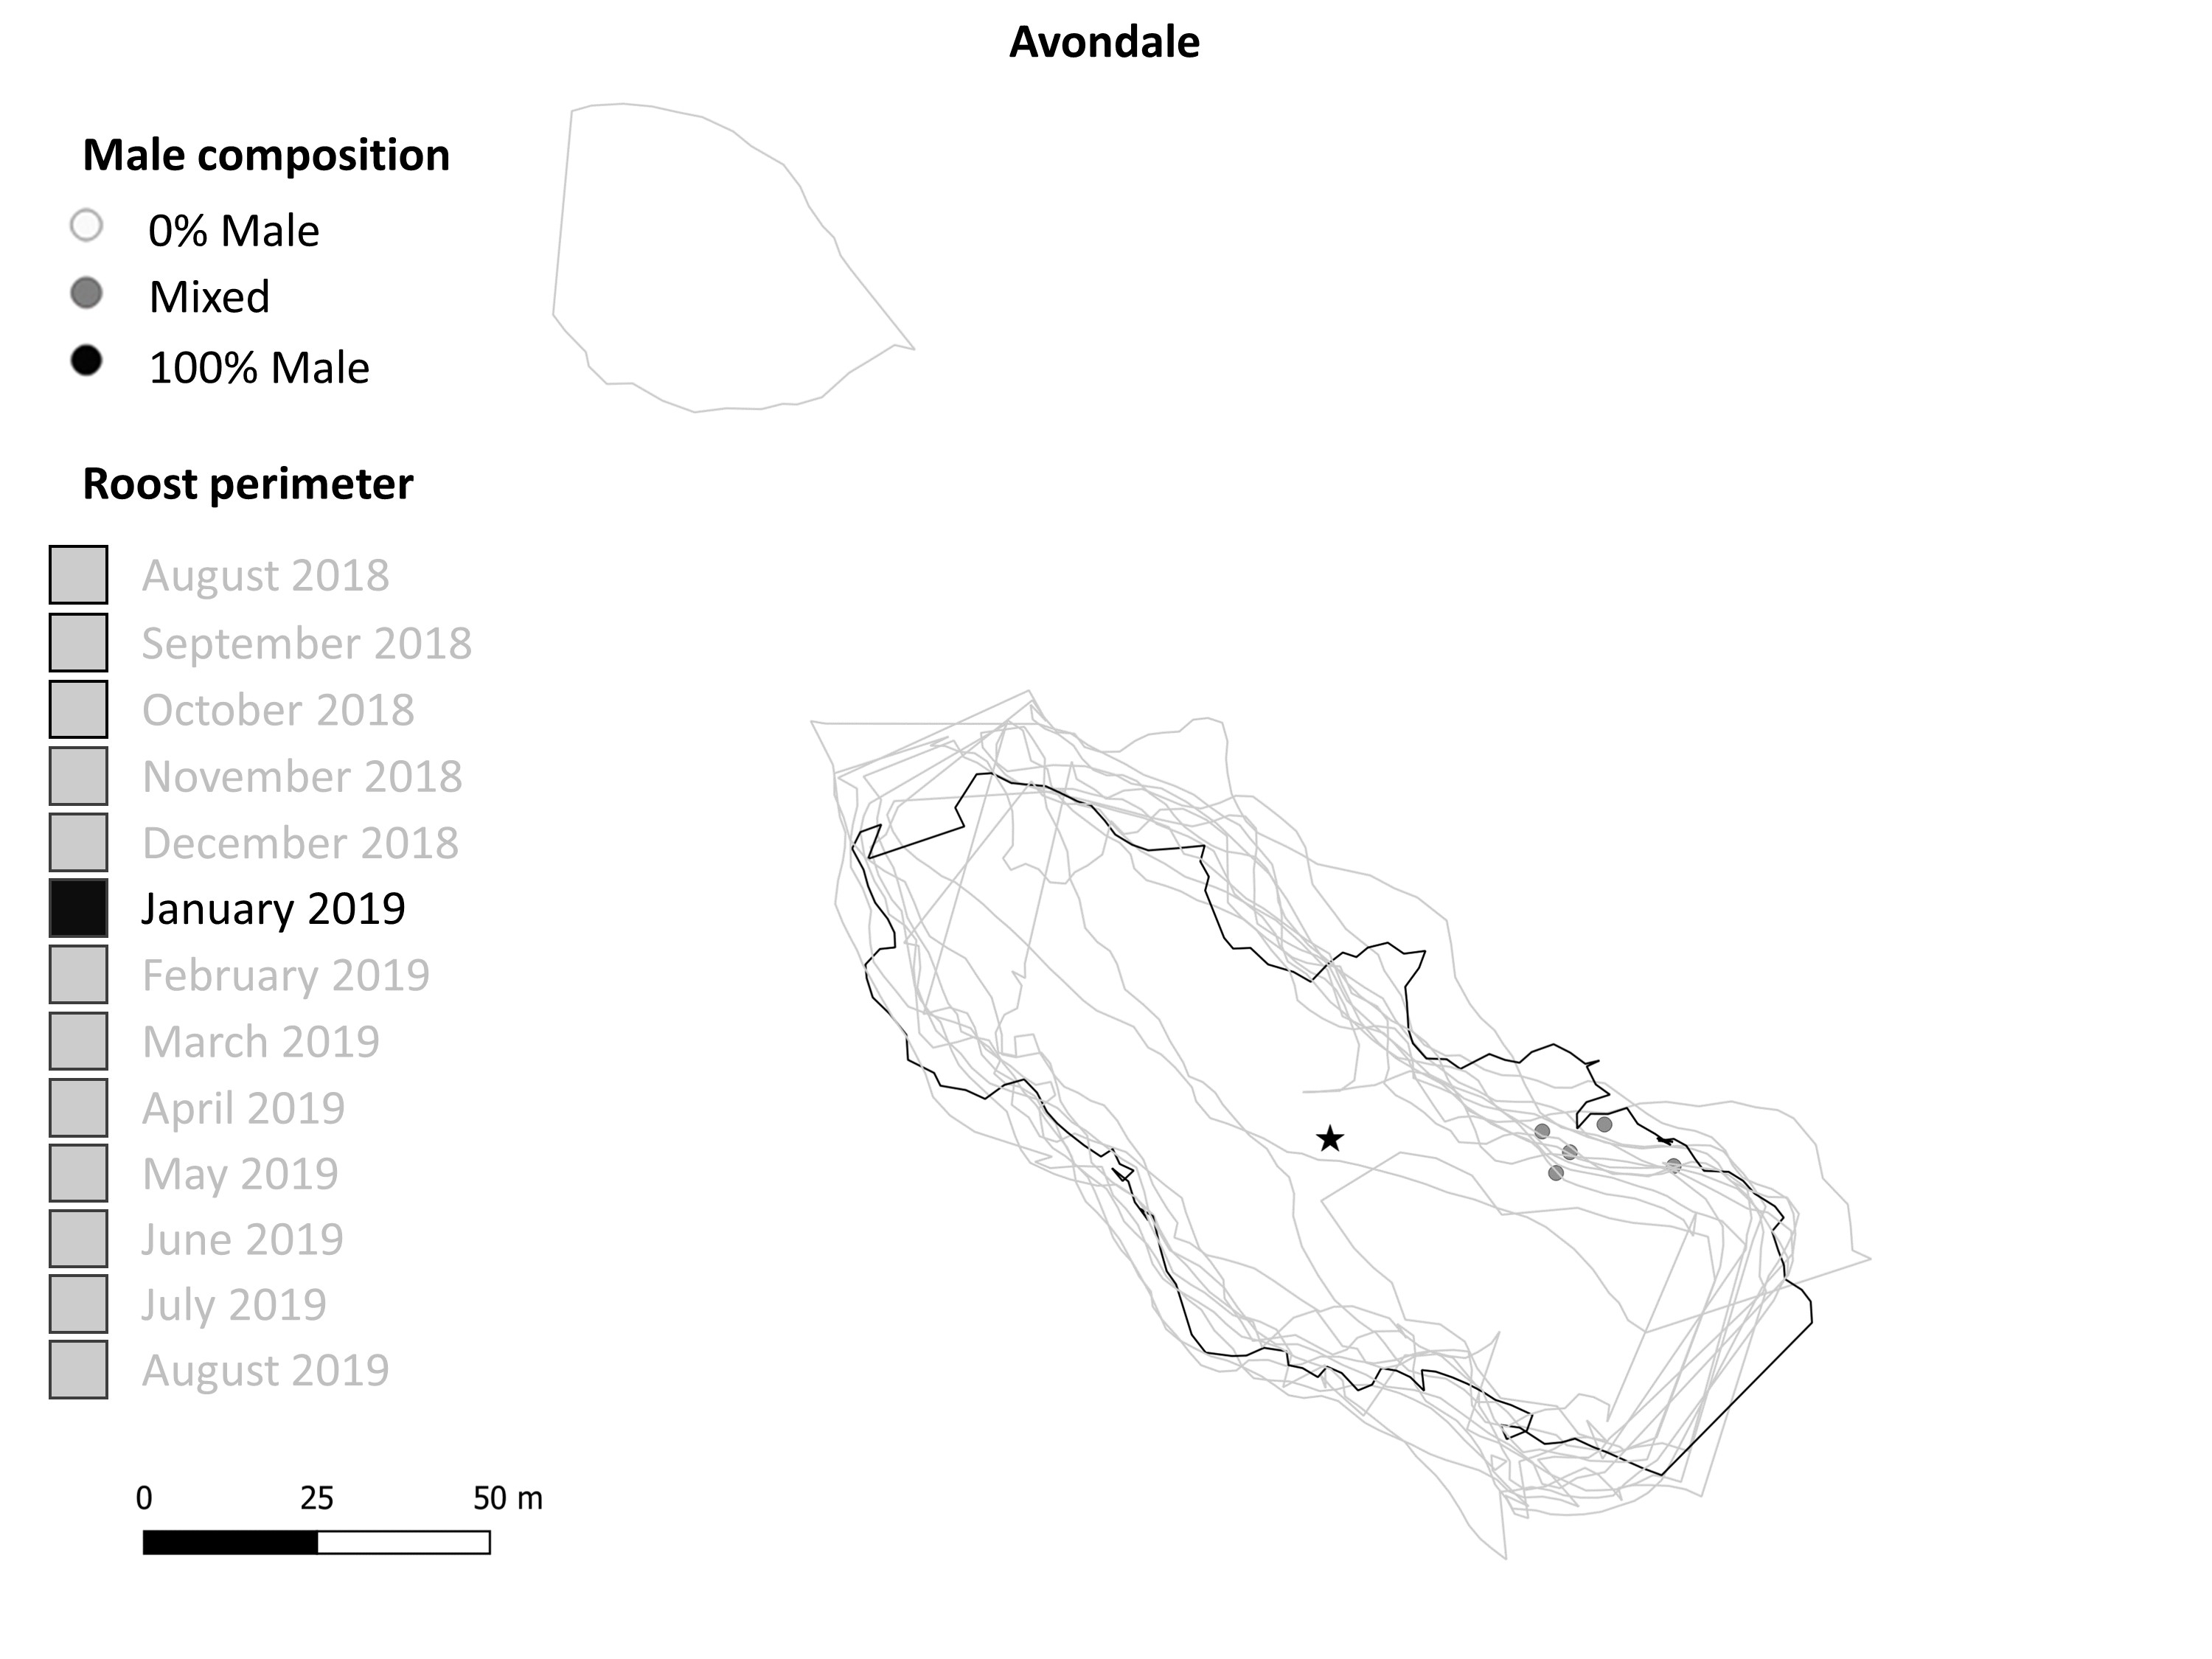 Avondale
Male composition
0% Male
Mixed
100% Male
Roost perimeter
August 2018
September 2018
October 2018
November 2018
December 2018
January 2019
February 2019
March 2019
April 2019
May 2019
June 2019
July 2019
August 2019
0 25 50 m